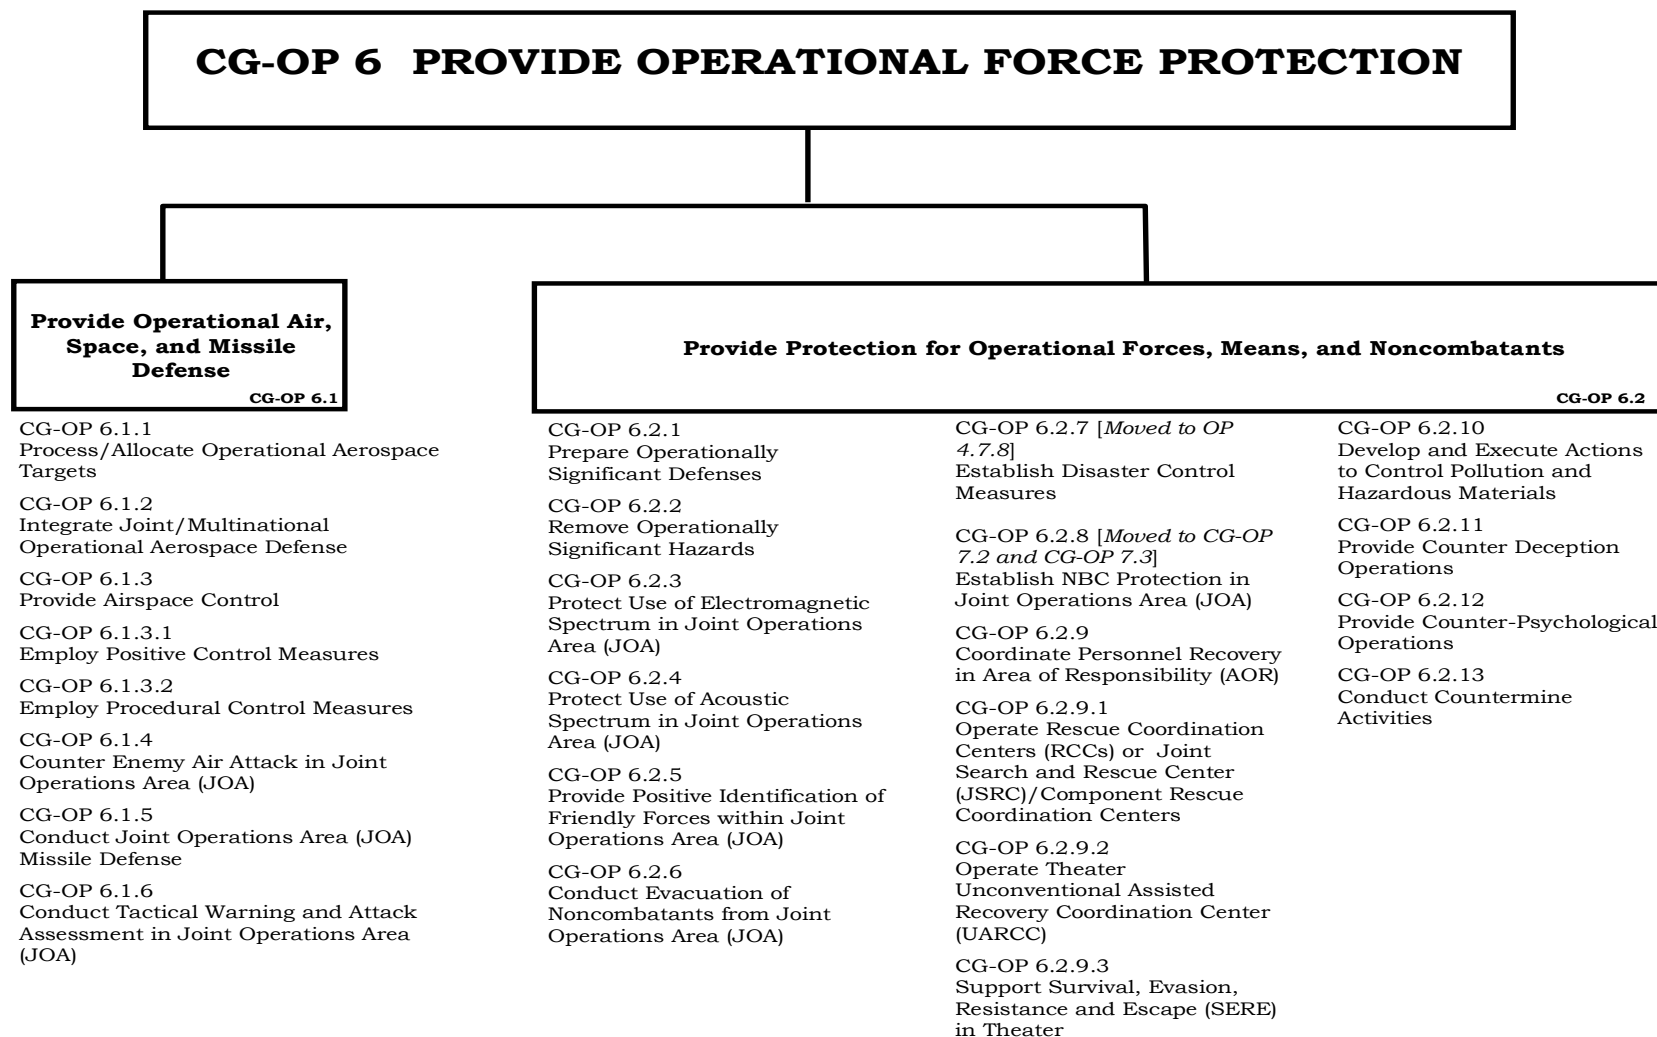 CG-OP 6 PROVIDE OPERATIONAL FORCE PROTECTION
Provide Operational Air,
Space, and Missile
Defense
CG-OP 6.1
CG-OP 6.1.1
Process/Allocate Operational Aerospace
Targets
CG-OP 6.1.2
Integrate Joint/Multinational
Operational Aerospace Defense
CG-OP 6.1.3
Provide Airspace Control
CG-OP 6.1.3.1
Employ Positive Control Measures
CG-OP 6.1.3.2
Employ Procedural Control Measures
CG-OP 6.1.4
Counter Enemy Air Attack in Joint
Operations Area (JOA)
CG-OP 6.1.5
Conduct Joint Operations Area (JOA)
Missile Defense
CG-OP 6.1.6
Conduct Tactical Warning and Attack
Assessment in Joint Operations Area
(JOA)
Provide Protection for Operational Forces, Means, and Noncombatants
CG-OP 6.2
CG-OP 6.2.1
Prepare Operationally
Significant Defenses
CG-OP 6.2.2
Remove Operationally
Significant Hazards
CG-OP 6.2.3
Protect Use of Electromagnetic
Spectrum in Joint Operations
Area (JOA)
CG-OP 6.2.4
Protect Use of Acoustic
Spectrum in Joint Operations
Area (JOA)
CG-OP 6.2.5
Provide Positive Identification of
Friendly Forces within Joint
Operations Area (JOA)
CG-OP 6.2.6
Conduct Evacuation of
Noncombatants from Joint
Operations Area (JOA)
CG-OP 6.2.7 [Moved to OP
4.7.8]
Establish Disaster Control
Measures
CG-OP 6.2.8 [Moved to CG-OP
7.2 and CG-OP 7.3]
Establish NBC Protection in
Joint Operations Area (JOA)
CG-OP 6.2.9
Coordinate Personnel Recovery
in Area of Responsibility (AOR)
CG-OP 6.2.9.1
Operate Rescue Coordination
Centers (RCCs) or Joint
Search and Rescue Center
(JSRC)/Component Rescue
Coordination Centers
CG-OP 6.2.9.2
Operate Theater
Unconventional Assisted
Recovery Coordination Center
(UARCC)
CG-OP 6.2.9.3
Support Survival, Evasion,
Resistance and Escape (SERE)
in Theater
CG-OP 6.2.10
Develop and Execute Actions
to Control Pollution and
Hazardous Materials
CG-OP 6.2.11
Provide Counter Deception
Operations
CG-OP 6.2.12
Provide Counter-Psychological
Operations
CG-OP 6.2.13
Conduct Countermine
Activities